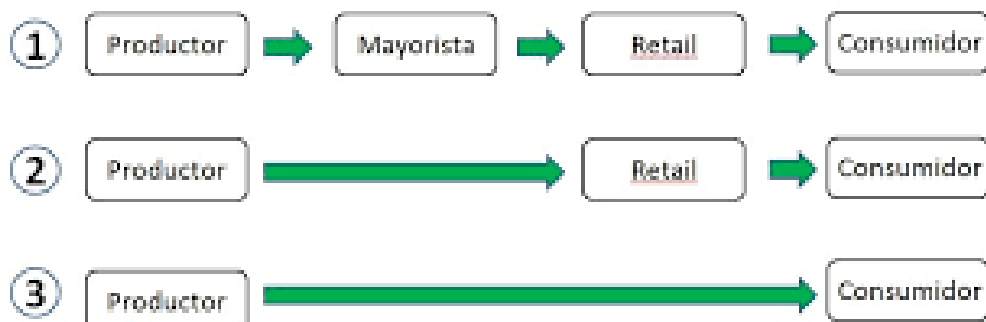 1 Productor Mayorista Retail Consumidor
2 Productor Retail Consumidor
3 Productor Consumidor